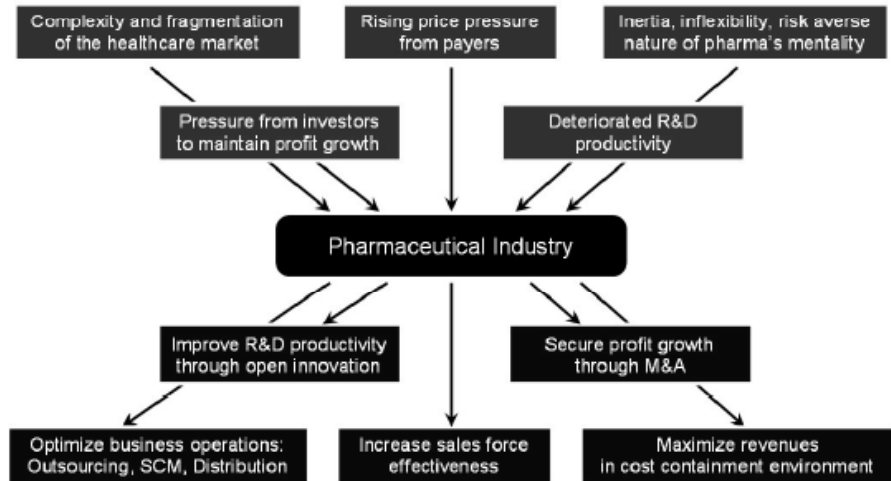 Complexity and fragmentation
of the healthcare market
Rising price pressure
from payers
Inertia, inflexibility, risk averse
nature of pharma's mentality
Pressure from investors
to maintain profit growth
Deteriorated R&D
productivity
Pharmaceutical Industry
Improve R&D productivity
through open innovation
Secure profit growth
through M&A
Optimize business operations:
Outsourcing, SCM, Distribution
Increase sales force
effectiveness
Maximize revenues
in cost containment environment